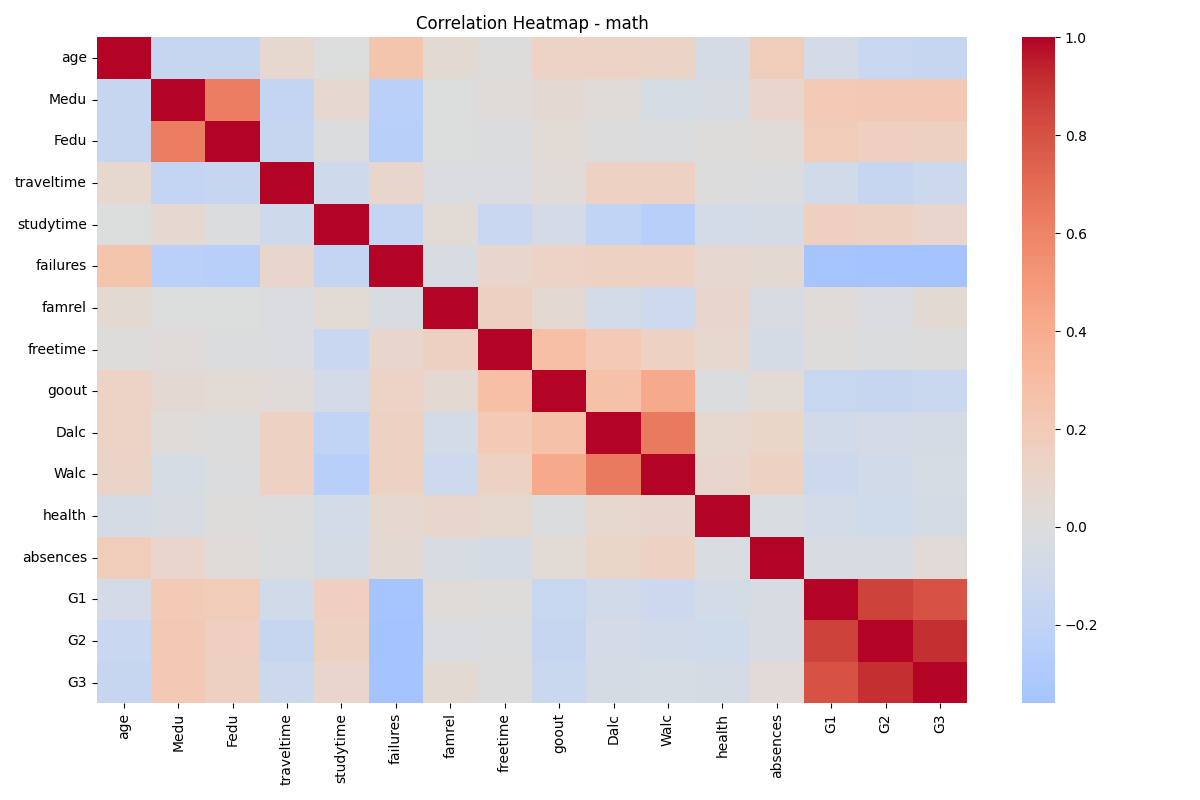 Correlation Heatmap - math
age
Medu
Fedu
traveltime
studytime
failures
famrel
freetime
goout
Dalc
Walc
health
absences
G1
G2
G3
age
Medu
Fedu
traveltime
studytime
failures
famrel
freetime
goout
Dalc
Walc
health
absences
G1
G2
G3
1.0
0.8
0.6
0.4
0.2
0.0
−0.2